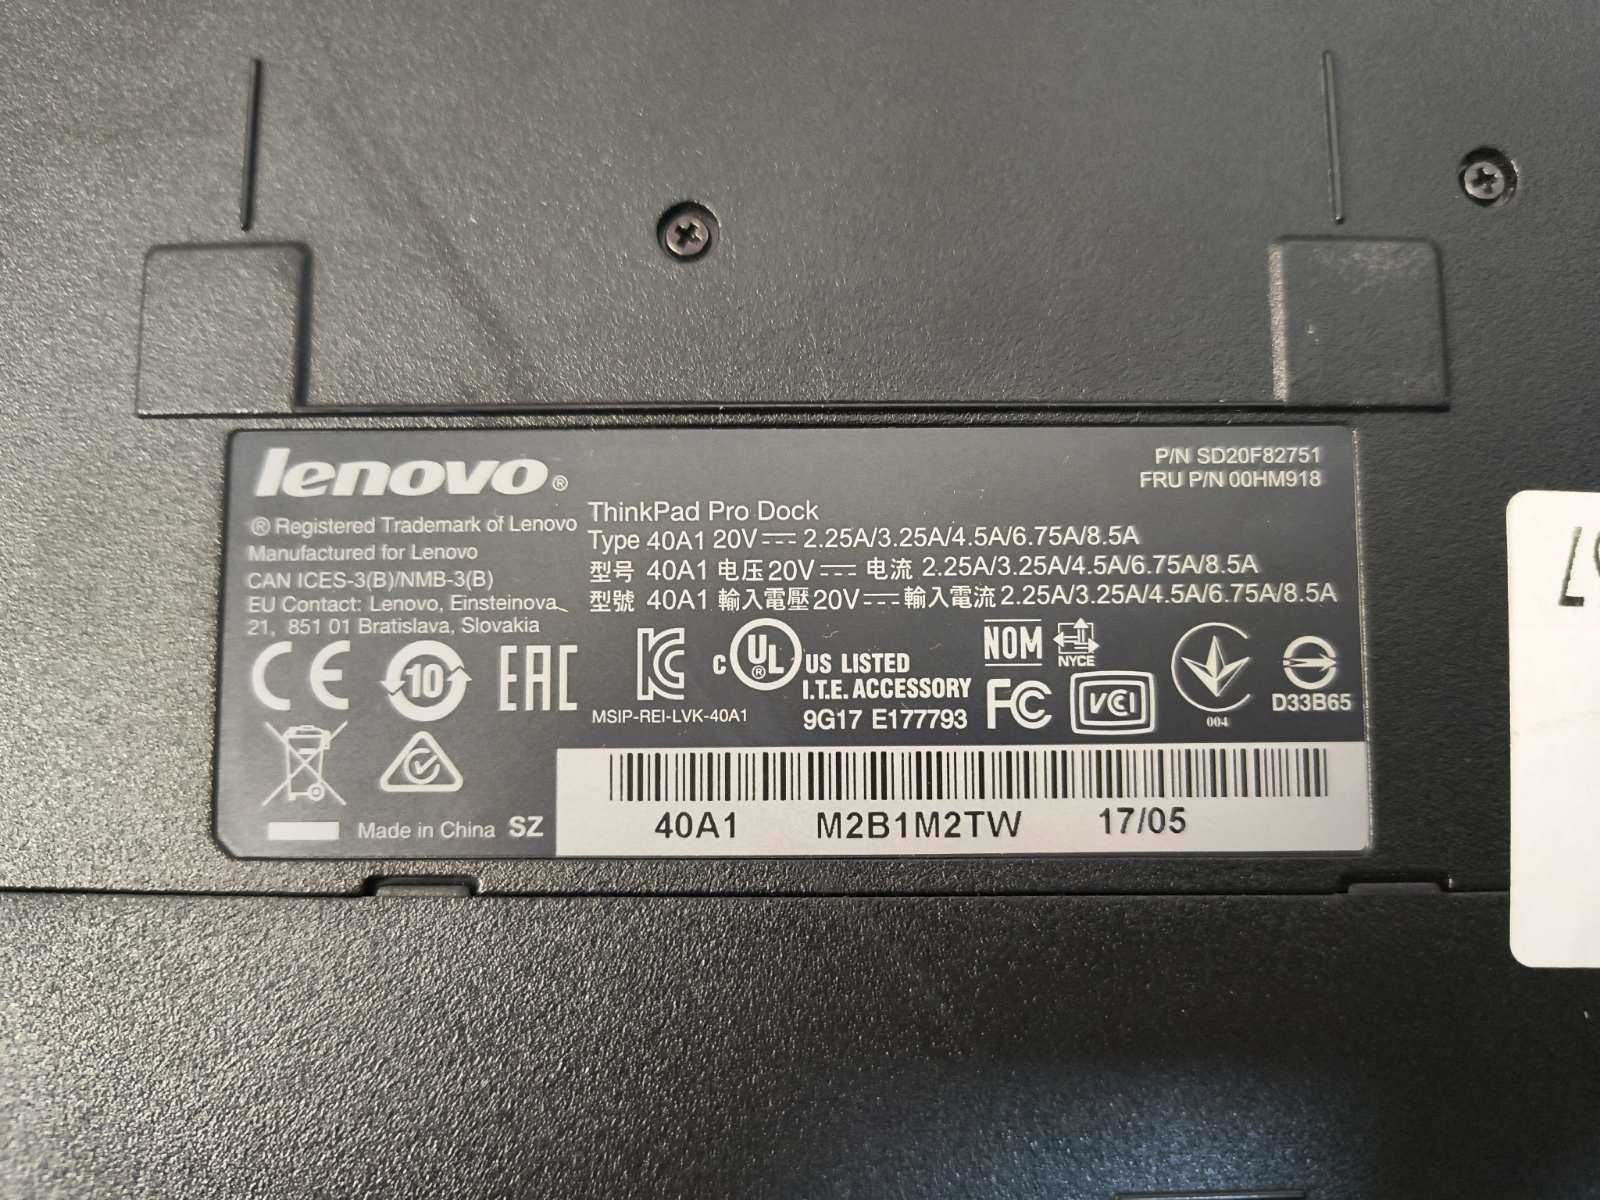 lenovo®
P/N SD20F82751
FRU P/N 00HM918
® Registered Trademark of Lenovo
Manufactured for Lenovo
CAN ICES-3(B)/NMB-3(B)
EU Contact: Lenovo, Einsteinova
21, 851 01 Bratislava, Slovakia
ThinkPad Pro Dock
Type 40A1 20V⎓ 2.25A/3.25A/4.5A/6.75A/8.5A
型号 40A1 电压20V⎓ 电流 2.25A/3.25A/4.5A/6.75A/8.5A
型號 40A1 輸入電壓20V⎓輸入電流2.25A/3.25A/4.5A/6.75A/8.5A
CE 10 EAC
MSIP-REI-LVK-40A1
C UL® US LISTED
I.T.E. ACCESSORY
9G17 E177793
NOM NYCE
FC VCCI
004
D33B65
Made in China SZ
40A1 M2B1M2TW 17/05